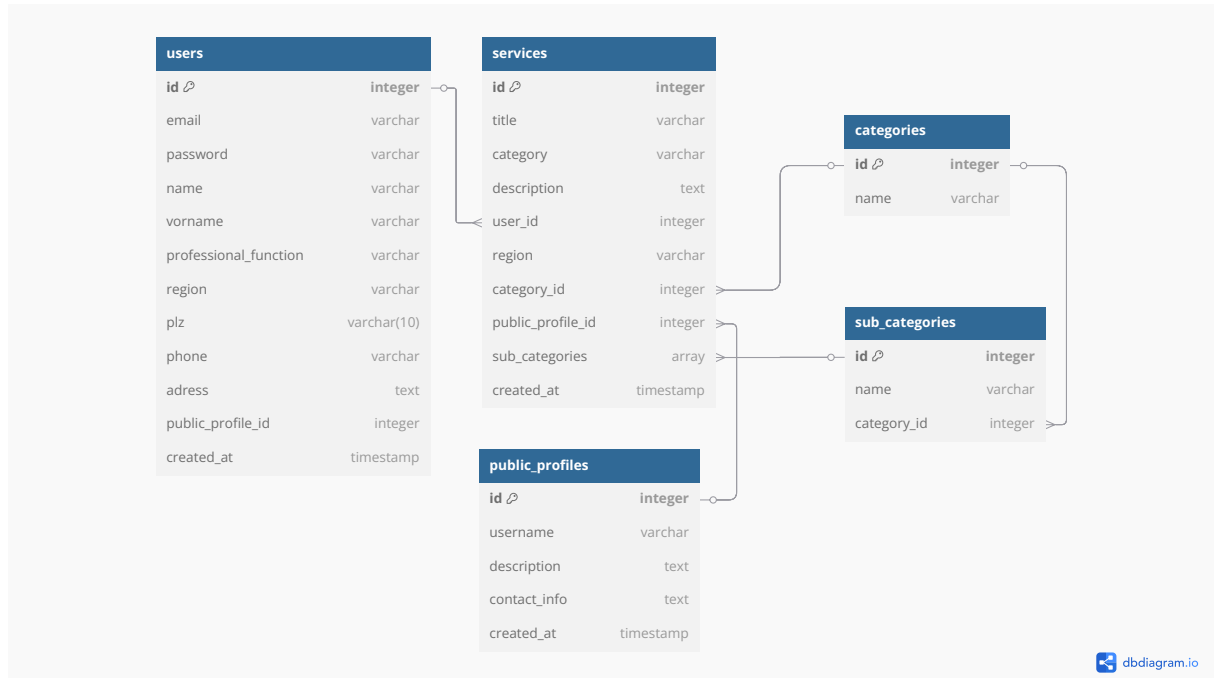 users
id integer
email varchar
password varchar
name varchar
vorname varchar
professional_function varchar
region varchar
plz varchar(10)
phone varchar
adress text
public_profile_id integer
created_at timestamp
services
id integer
title varchar
category varchar
description text
user_id integer
region varchar
category_id integer
public_profile_id integer
sub_categories array
created_at timestamp
categories
id integer
name varchar
sub_categories
id integer
name varchar
category_id integer
public_profiles
id integer
username varchar
description text
contact_info text
created_at timestamp
dbdiagram.io